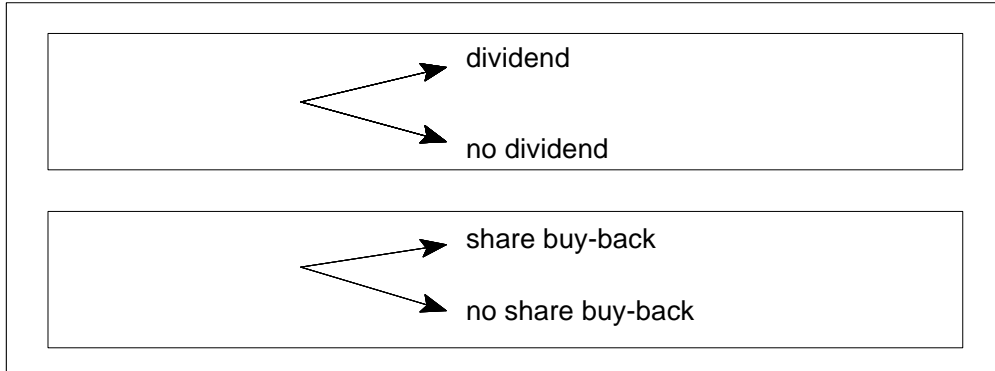 dividend
no dividend
share buy-back
no share buy-back